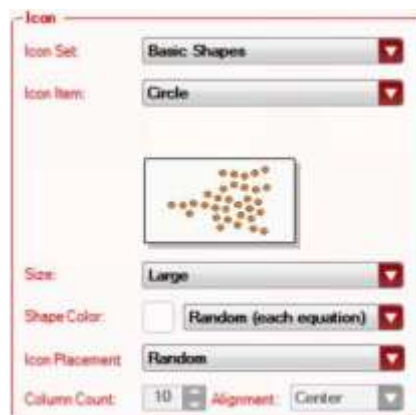 Icon
Icon Set: Basic Shapes
Icon Item: Circle
Size: Large
Shape Color: Random (each equation)
Icon Placement Random
Column Count: 10 Alignment: Center